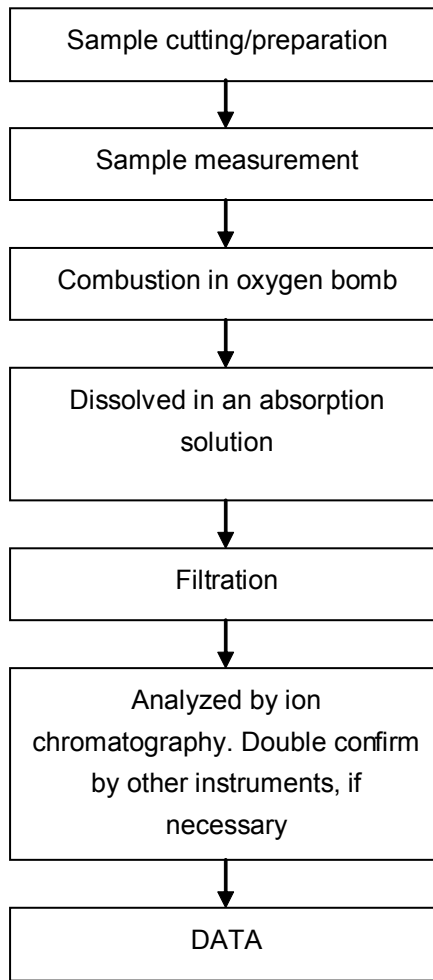 Sample cutting/preparation
Sample measurement
Combustion in oxygen bomb
Dissolved in an absorption
solution
Filtration
Analyzed by ion
chromatography. Double confirm
by other instruments, if
necessary
DATA